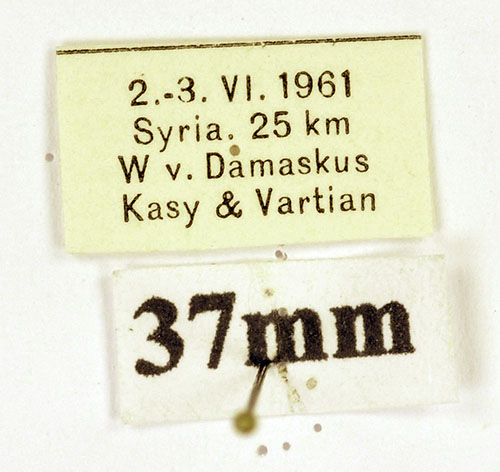 2.-3. VI. 1961
Syria. 25 km
W v. Damaskus
Kasy & Vartian
37mm